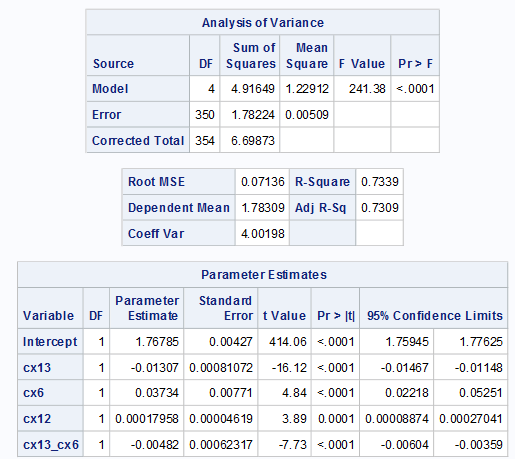 Analysis of Variance
Source DF Sum of Squares Mean Square F Value Pr > F
Model 4 4.91649 1.22912 241.38 <.0001
Error 350 1.78224 0.00509
Corrected Total 354 6.69873
Root MSE 0.07136 R-Square 0.7339
Dependent Mean 1.78309 Adj R-Sq 0.7309
Coeff Var 4.00198
Parameter Estimates
Variable DF Parameter Estimate Standard Error t Value Pr > |t| 95% Confidence Limits
Intercept 1 1.76785 0.00427 414.06 <.0001 1.75945 1.77625
cx13 1 -0.01307 0.00081072 -16.12 <.0001 -0.01467 -0.01148
cx6 1 0.03734 0.00771 4.84 <.0001 0.02218 0.05251
cx12 1 0.00017958 0.00004619 3.89 0.0001 0.00008874 0.00027041
cx13_cx6 1 -0.00482 0.00062317 -7.73 <.0001 -0.00604 -0.00359